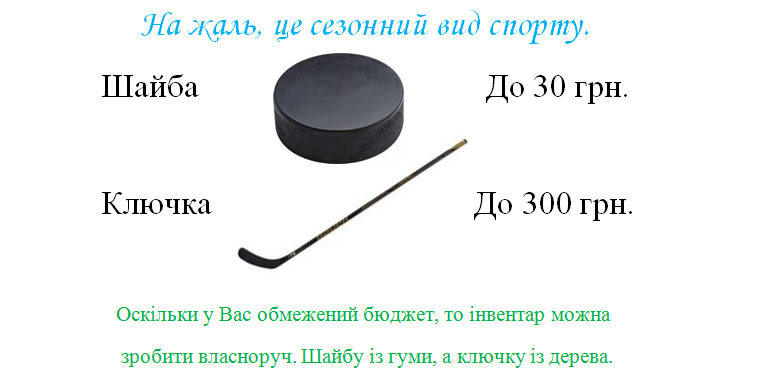 На жаль, це сезонний вид спорту.
Шайба До 30 грн.
Ключка До 300 грн.
Оскільки у Вас обмежений бюджет, то інвентар можна
зробити власноруч. Шайбу із гуми, а ключку із дерева.